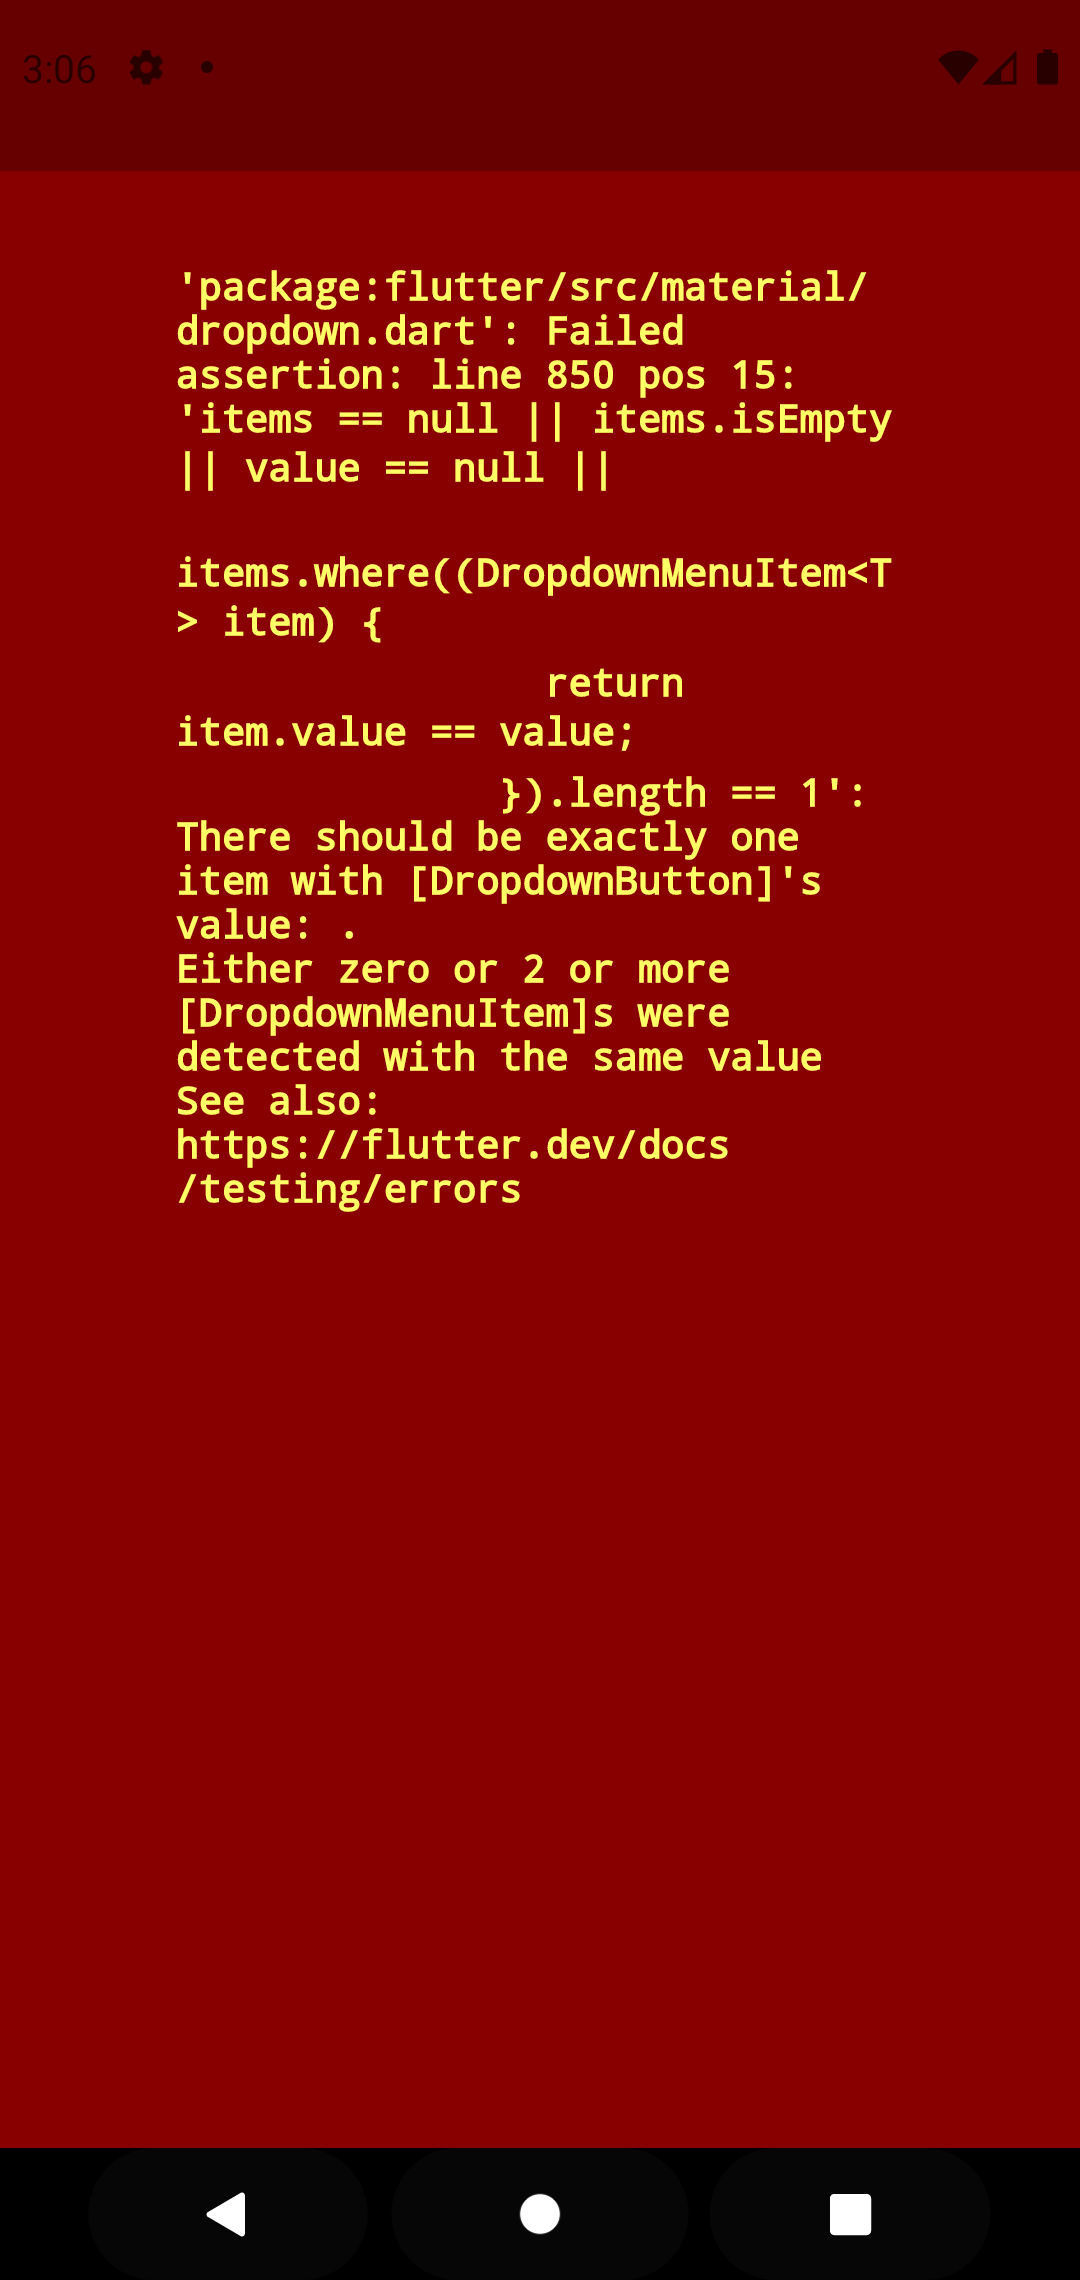 3:06
'package:flutter/src/material/
dropdown.dart': Failed
assertion: line 850 pos 15:
'items == null || items.isEmpty
|| value == null ||
items.where((DropdownMenuItem<T
> item) {
return
item.value == value;
}).length == 1':
There should be exactly one
item with [DropdownButton]'s
value: .
Either zero or 2 or more
[DropdownMenuItem]s were
detected with the same value
See also:
https://flutter.dev/docs
/testing/errors